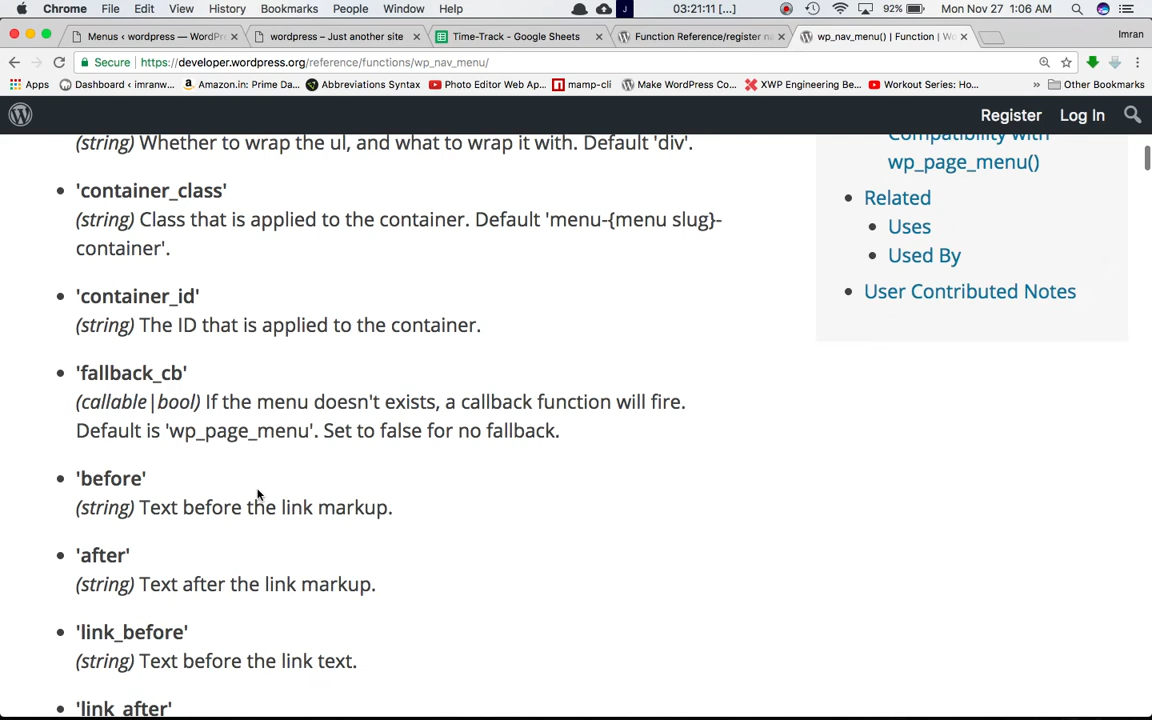 Chrome File Edit View History Bookmarks People Window Help 03:21:11 [...] 92% Mon Nov 27 1:06 AM
Menus ‹ wordpress — WordPr wordpress – Just another site Time-Track - Google Sheets Function Reference/register na wp_nav_menu() | Function | Wo Imran
Secure https://developer.wordpress.org/reference/functions/wp_nav_menu/
Apps Dashboard ‹ imranw... Amazon.in: Prime Da... Abbreviations Syntax Photo Editor Web Ap... mamp-cli Make WordPress Co... XWP Engineering Be... Workout Series: Ho... » Other Bookmarks
Register Log In
(string) Whether to wrap the ul, and what to wrap it with. Default 'div'.
'container_class'
(string) Class that is applied to the container. Default 'menu-{menu slug}-
container'.
'container_id'
(string) The ID that is applied to the container.
'fallback_cb'
(callable|bool) If the menu doesn't exists, a callback function will fire.
Default is 'wp_page_menu'. Set to false for no fallback.
'before'
(string) Text before the link markup.
'after'
(string) Text after the link markup.
'link_before'
(string) Text before the link text.
'link_after'
Compatibility with
wp_page_menu()
Related
Uses
Used By
User Contributed Notes